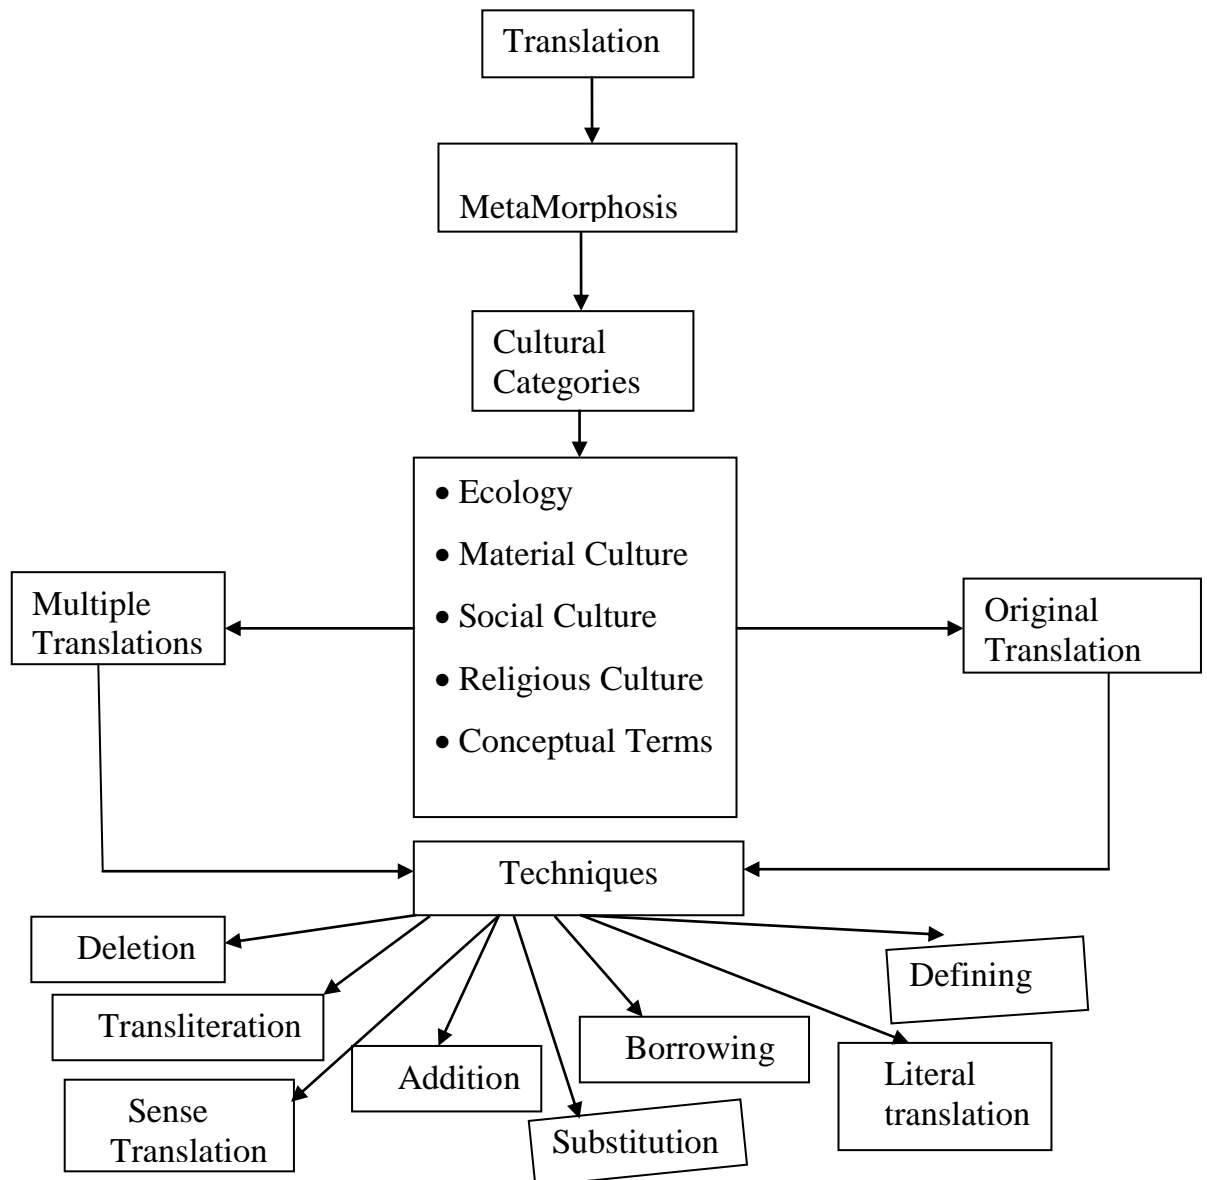 Translation
MetaMorphosis
Cultural
Categories
• Ecology
• Material Culture
• Social Culture
• Religious Culture
• Conceptual Terms
Multiple
Translations
Original
Translation
Techniques
Deletion
Transliteration
Sense
Translation
Addition
Substitution
Borrowing
Literal
translation
Defining